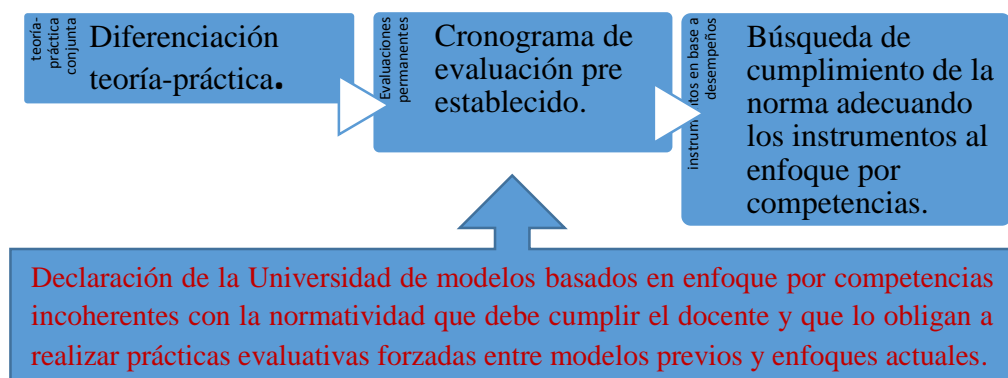 teoría-
práctica
conjunta
Diferenciación
teoría-práctica.
Evaluaciones
permanentes
Cronograma de
evaluación pre
establecido.
instrumentos en base a
desempeños
Búsqueda de
cumplimiento de la
norma adecuando
los instrumentos al
enfoque por
competencias.
Declaración de la Universidad de modelos basados en enfoque por competencias
incoherentes con la normatividad que debe cumplir el docente y que lo obligan a
realizar prácticas evaluativas forzadas entre modelos previos y enfoques actuales.